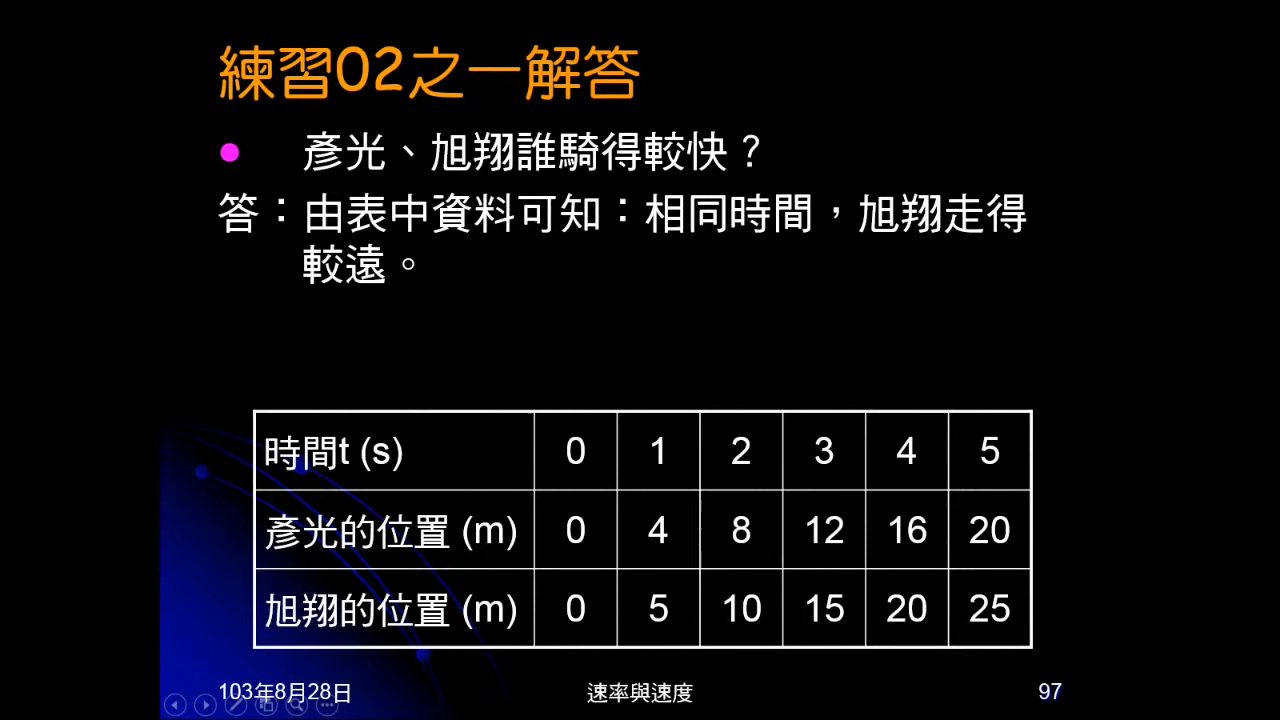 練習02之一解答
彥光、旭翔誰騎得較快？
答：由表中資料可知：相同時間，旭翔走得
較遠。
時間t (s) 0 1 2 3 4 5
彥光的位置 (m) 0 4 8 12 16 20
旭翔的位置 (m) 0 5 10 15 20 25
103年8月28日 速率與速度 97